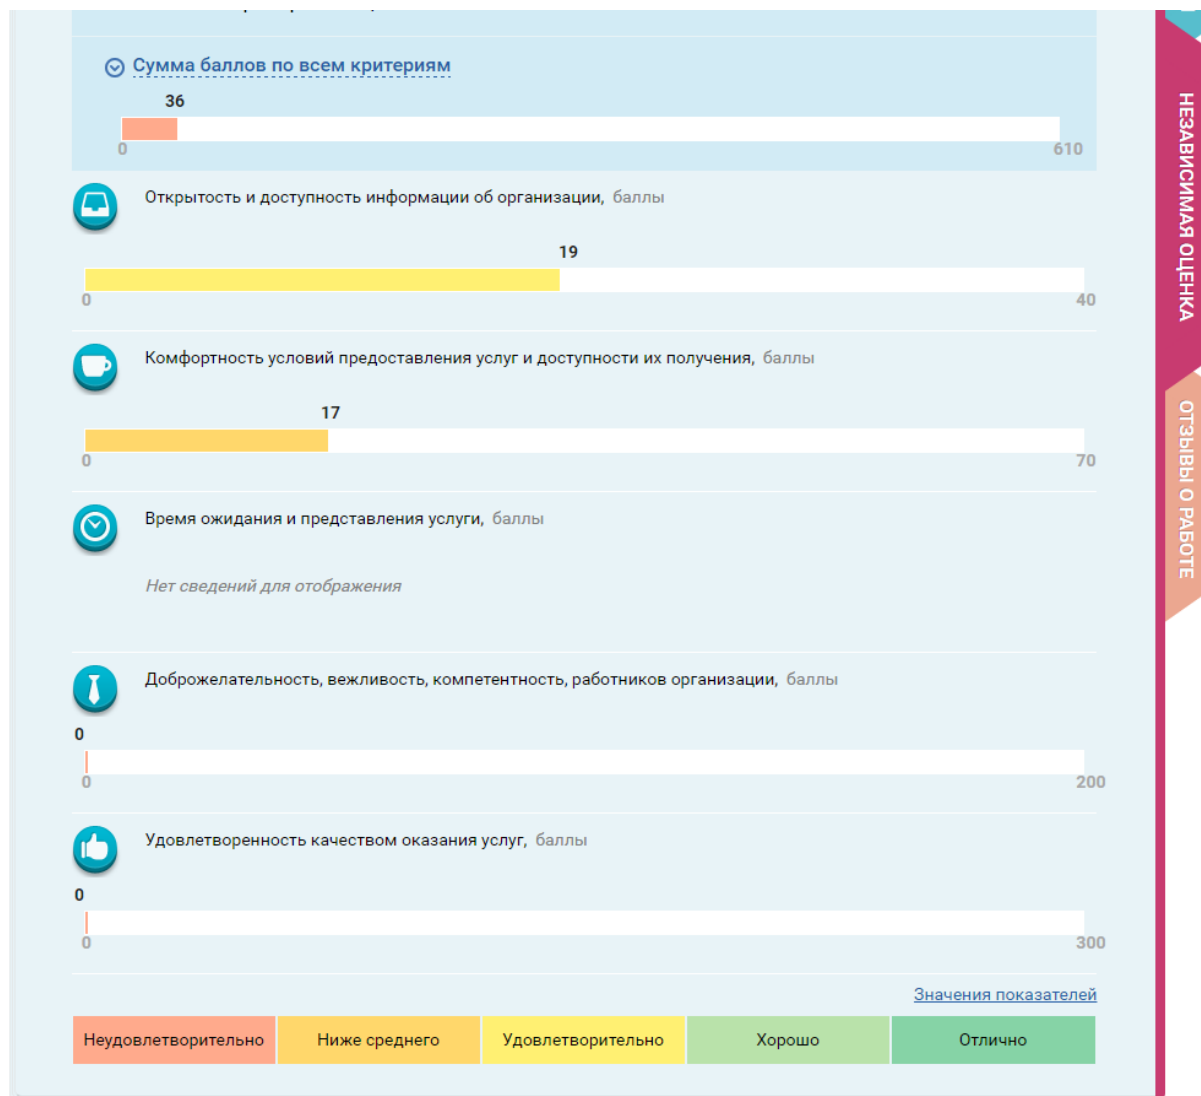 Сумма баллов по всем критериям
36
0
610
Открытость и доступность информации об организации, баллы
19
0
40
Комфортность условий предоставления услуг и доступности их получения, баллы
17
0
70
Время ожидания и представления услуги, баллы
Нет сведений для отображения
Доброжелательность, вежливость, компетентность, работников организации, баллы
0
0
200
Удовлетворенность качеством оказания услуг, баллы
0
0
300
Значения показателей
Неудовлетворительно
Ниже среднего
Удовлетворительно
Хорошо
Отлично
НЕЗАВИСИМАЯ ОЦЕНКА
ОТЗЫВЫ О РАБОТЕ